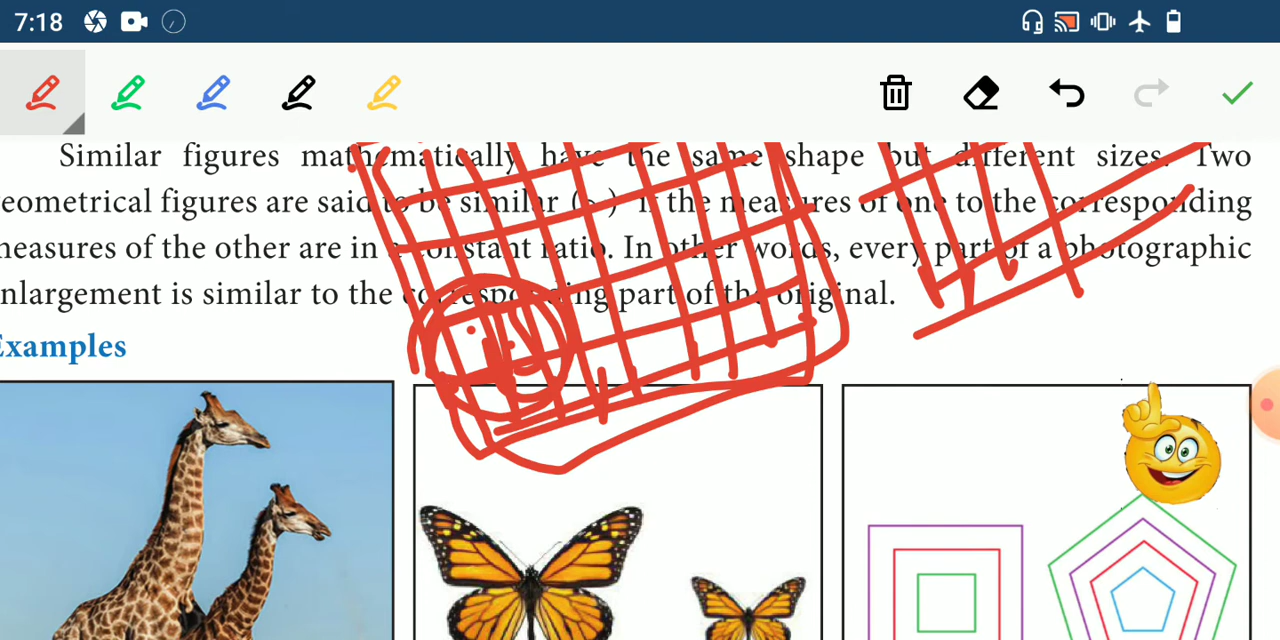 7:18
Similar figures mathematically have the same shape but different sizes. Two
eometrical figures are said to be similar (~) if the measures of one to the corresponding
neasures of the other are in a constant ratio. In other words, every part of a photographic
nlargement is similar to the corresponding part of the original.
Examples